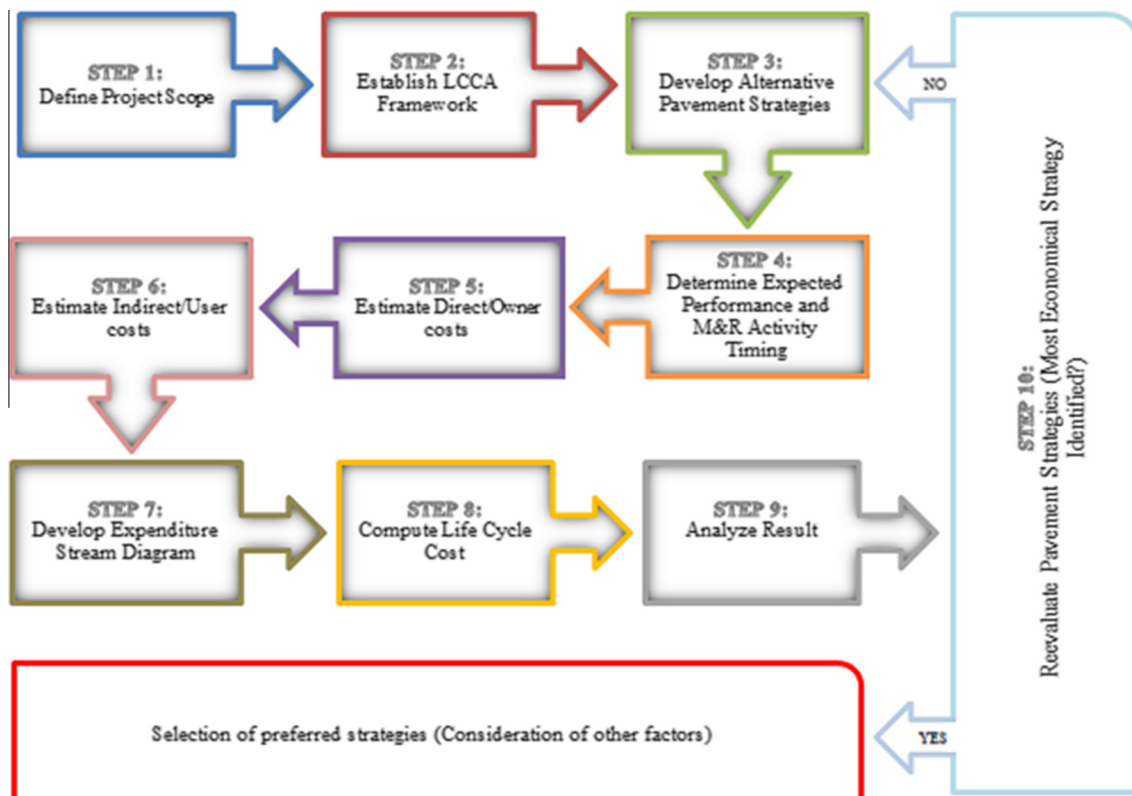 STEP 1:
Define Project Scope
STEP 2:
Establish LCCA
Framework
STEP 3:
Develop Alternative
Pavement Strategies
NO
STEP 4:
Determine Expected
Performance and
M&R Activity
Timing
STEP 5:
Estimate Direct/Owner
costs
STEP 6:
Estimate Indirect/User
costs
STEP 7:
Develop Expenditure
Stream Diagram
STEP 8:
Compute Life Cycle
Cost
STEP 9:
Analyze Result
STEP 10:
Reevaluate Pavement Strategies (Most Economical Strategy
Identified?)
YES
Selection of preferred strategies (Consideration of other factors)